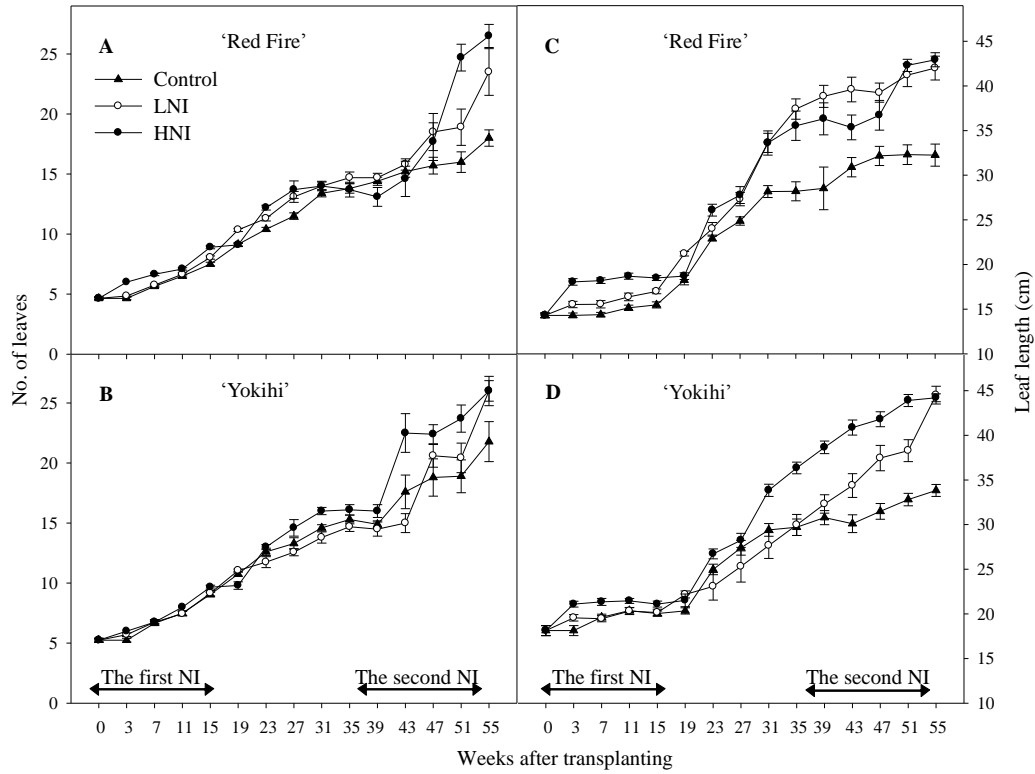 A
‘Red Fire’
Control
LNI
HNI
25
20
15
10
5
0
C
‘Red Fire’
45
40
35
30
25
20
15
10
No. of leaves
Leaf length (cm)
B
‘Yokihi’
25
20
15
10
5
0
The first NI
The second NI
D
‘Yokihi’
45
40
35
30
25
20
15
10
The first NI
The second NI
0 3 7 11 15 19 23 27 31 35 39 43 47 51 55
0 3 7 11 15 19 23 27 31 35 39 43 47 51 55
Weeks after transplanting